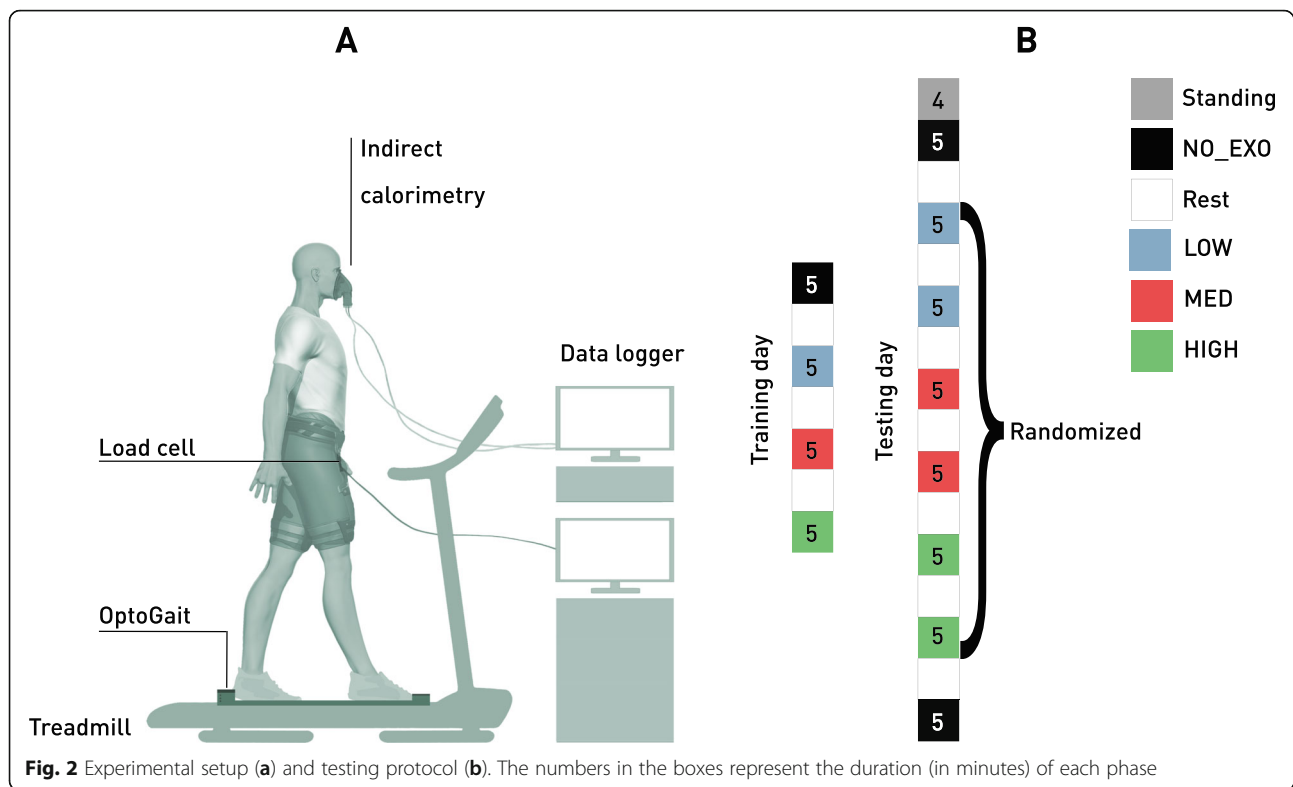 A
Indirect
calorimetry
Data logger
Load cell
OptoGait
Treadmill
B
Training day
5
5
5
5
Testing day
4
5
5
5
5
5
5
5
5
Randomized
Standing
NO_EXO
Rest
LOW
MED
HIGH
Fig. 2 Experimental setup (a) and testing protocol (b). The numbers in the boxes represent the duration (in minutes) of each phase